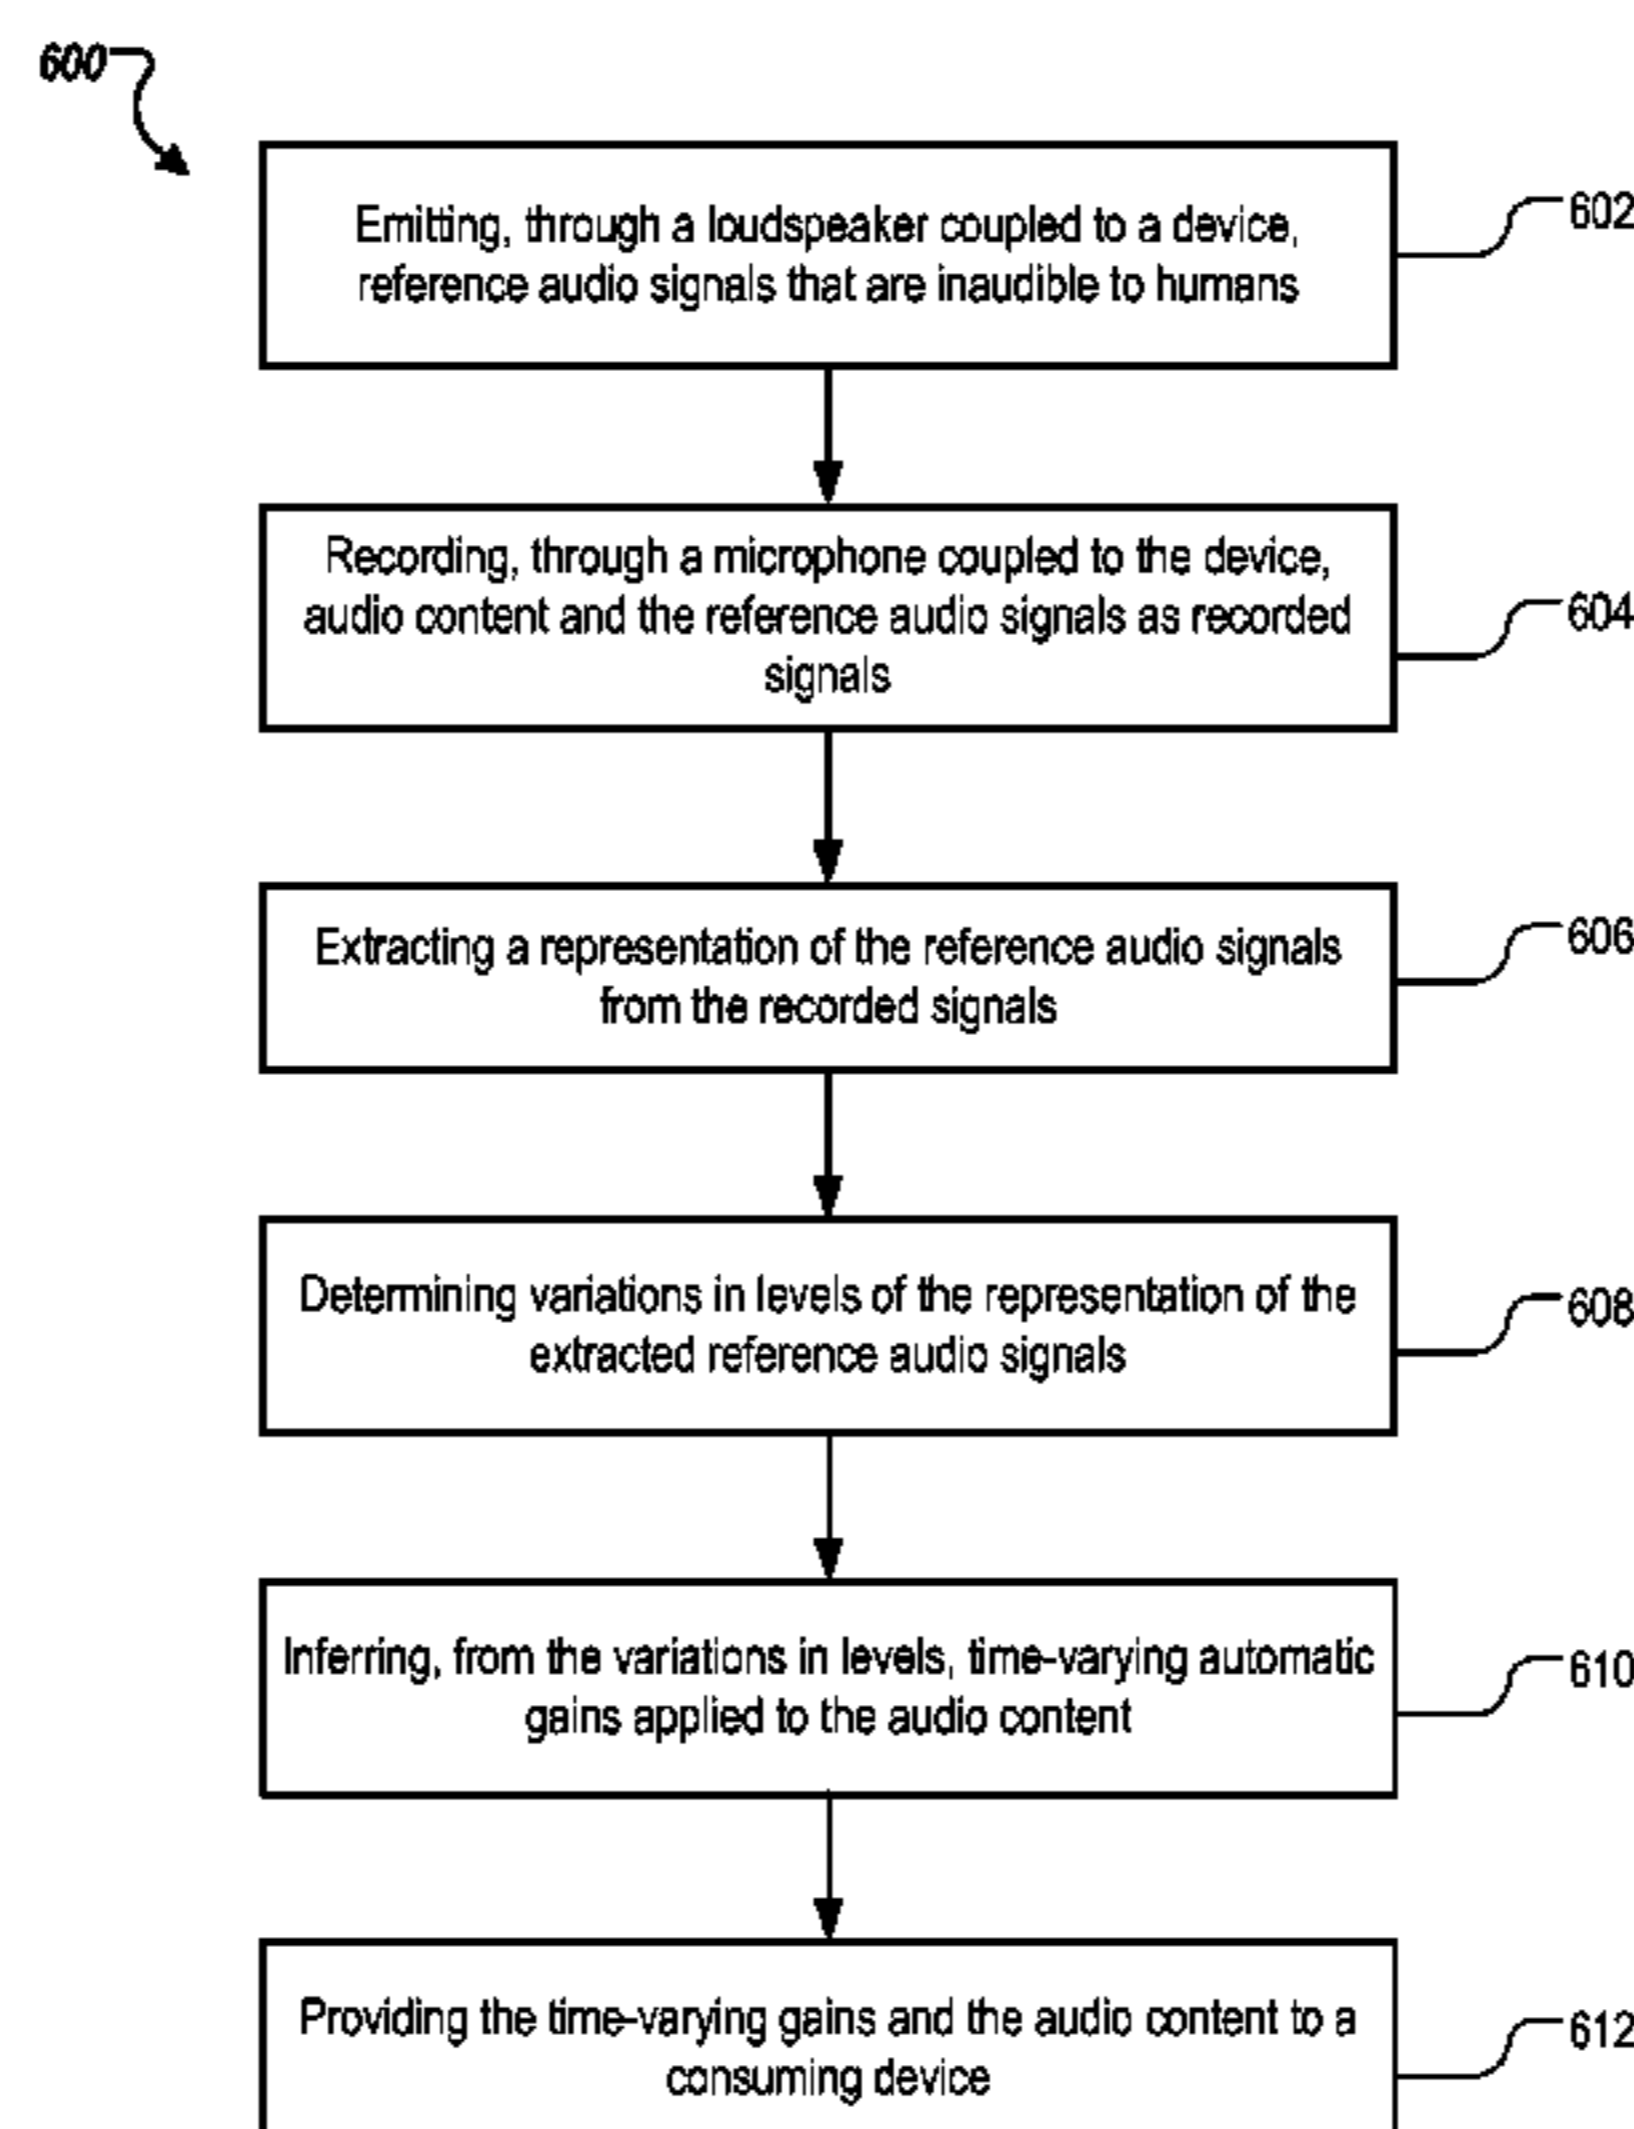 600
Emitting, through a loudspeaker coupled to a device,
reference audio signals that are inaudible to humans
602
Recording, through a microphone coupled to the device,
audio content and the reference audio signals as recorded
signals
604
Extracting a representation of the reference audio signals
from the recorded signals
606
Determining variations in levels of the representation of the
extracted reference audio signals
608
Inferring, from the variations in levels, time-varying automatic
gains applied to the audio content
610
Providing the time-varying gains and the audio content to a
consuming device
612